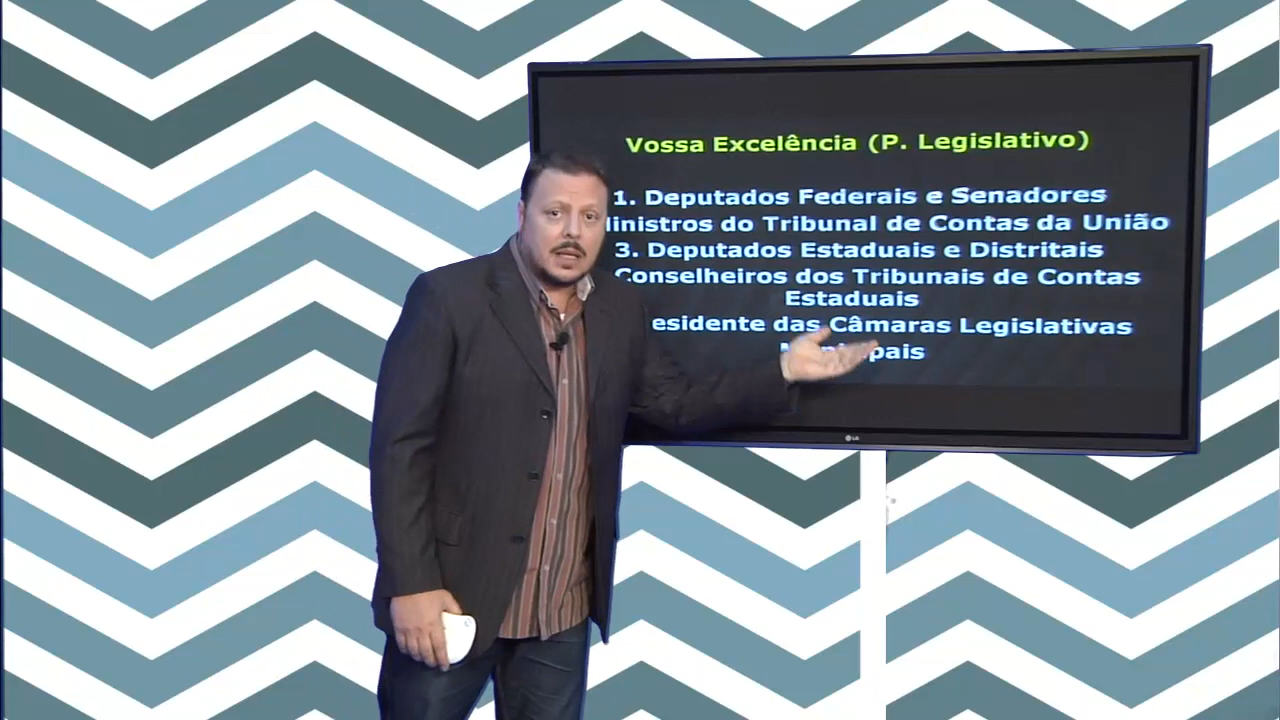 Vossa Excelência (P. Legislativo)
1. Deputados Federais e Senadores
inistros do Tribunal de Contas da União
3. Deputados Estaduais e Distritais
Conselheiros dos Tribunais de Contas
Estaduais
esidente das Câmaras Legislativas
pais
LG